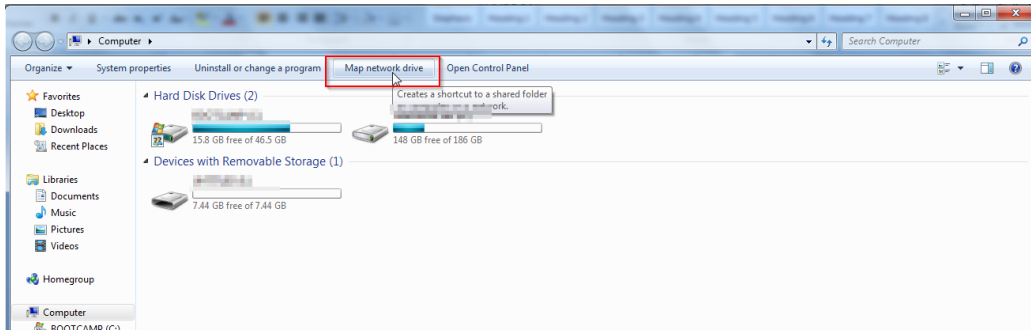 Computer
Search Computer
Organize
System properties
Uninstall or change a program
Map network drive
Open Control Panel
Creates a shortcut to a shared folder
network.
Favorites
Desktop
Downloads
Recent Places
Libraries
Documents
Music
Pictures
Videos
Homegroup
Computer
BOOTCAMP (C:)
Hard Disk Drives (2)
15.8 GB free of 46.5 GB
148 GB free of 186 GB
Devices with Removable Storage (1)
7.44 GB free of 7.44 GB